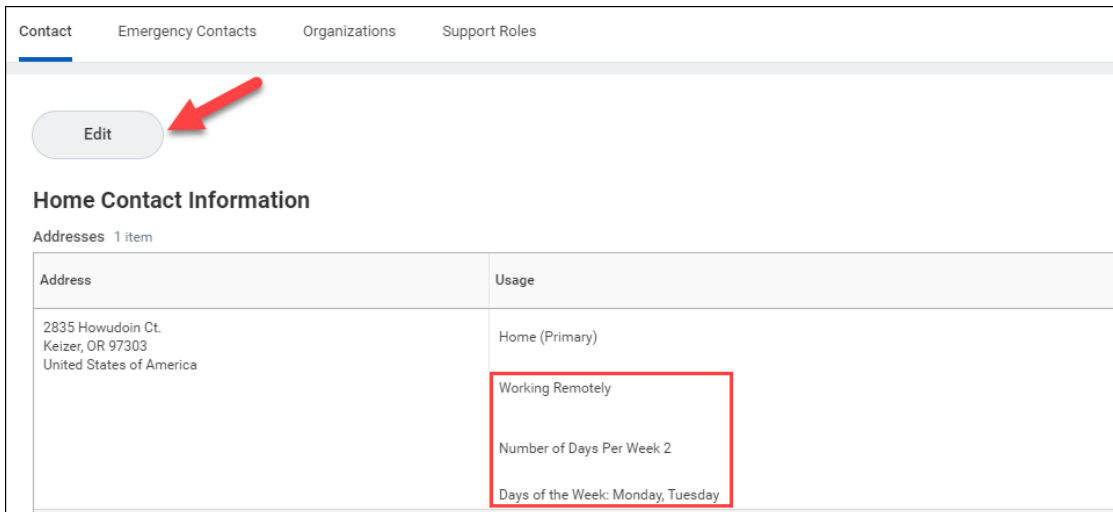 Contact Emergency Contacts Organizations Support Roles
Edit
Home Contact Information
Addresses 1 item
Address Usage
2835 Howudoin Ct.
Keizer, OR 97303
United States of America
Home (Primary)
Working Remotely
Number of Days Per Week 2
Days of the Week: Monday, Tuesday